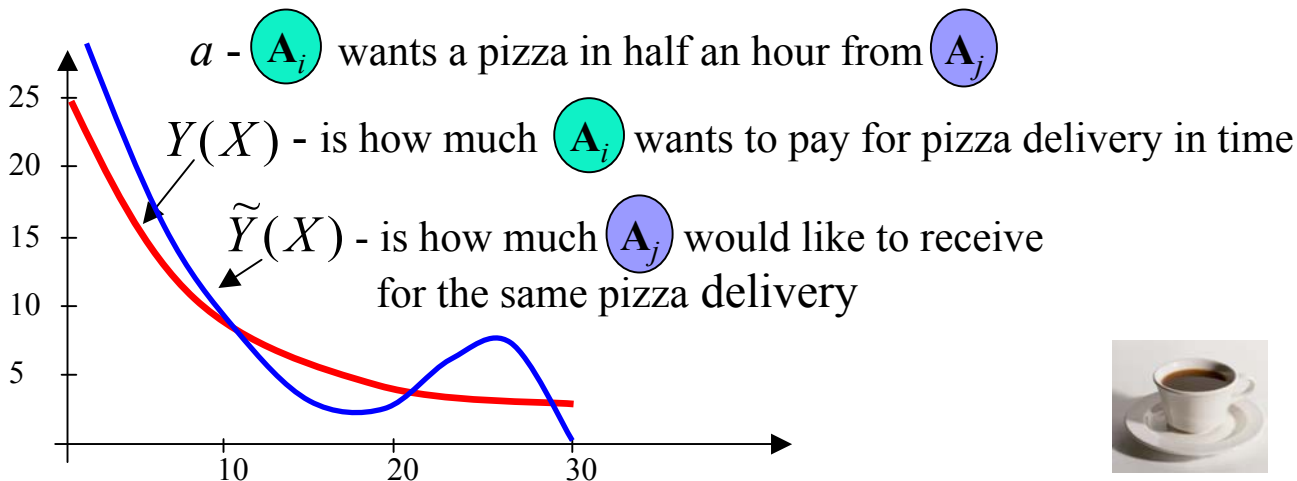 a - Aᵢ wants a pizza in half an hour from Aⱼ
Y(X) - is how much Aᵢ wants to pay for pizza delivery in time
Ỹ(X) - is how much Aⱼ would like to receive
for the same pizza delivery
25
20
15
10
5
10 20 30